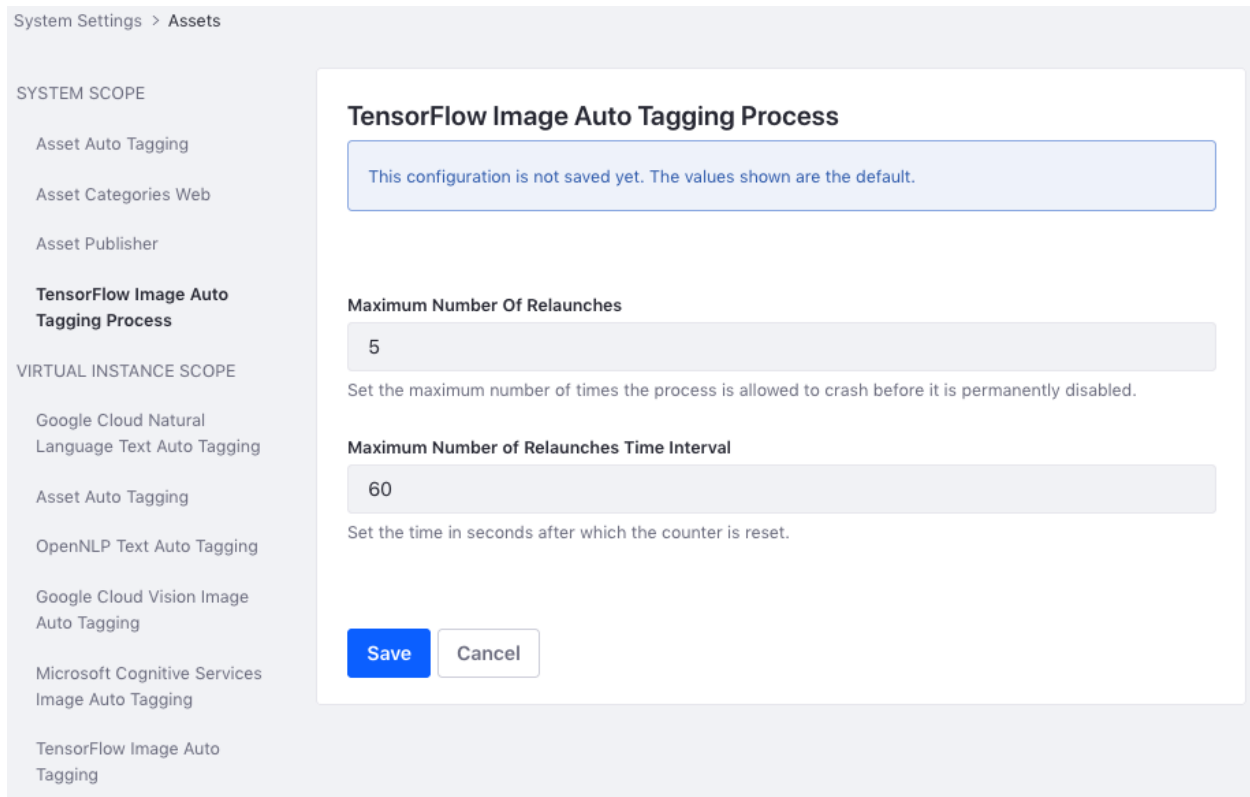 System Settings > Assets
SYSTEM SCOPE
Asset Auto Tagging
Asset Categories Web
Asset Publisher
TensorFlow Image Auto
Tagging Process
VIRTUAL INSTANCE SCOPE
Google Cloud Natural
Language Text Auto Tagging
Asset Auto Tagging
OpenNLP Text Auto Tagging
Google Cloud Vision Image
Auto Tagging
Microsoft Cognitive Services
Image Auto Tagging
TensorFlow Image Auto
Tagging
TensorFlow Image Auto Tagging Process
This configuration is not saved yet. The values shown are the default.
Maximum Number Of Relaunches
5
Set the maximum number of times the process is allowed to crash before it is permanently disabled.
Maximum Number of Relaunches Time Interval
60
Set the time in seconds after which the counter is reset.
Save Cancel